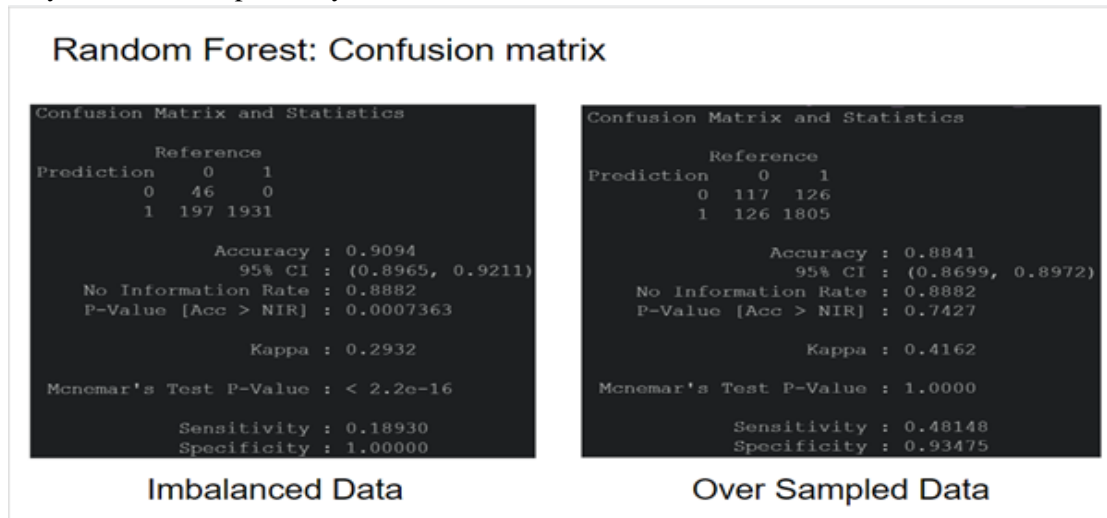 Random Forest: Confusion matrix
Confusion Matrix and Statistics
Reference
Prediction 0 1
0 46 0
1 197 1931
Accuracy : 0.9094
95% CI : (0.8965, 0.9211)
No Information Rate : 0.8882
P-Value [Acc > NIR] : 0.0007363
Kappa : 0.2932
Mcnemar's Test P-Value : < 2.2e-16
Sensitivity : 0.18930
Specificity : 1.00000
Imbalanced Data
Confusion Matrix and Statistics
Reference
Prediction 0 1
0 117 126
1 126 1805
Accuracy : 0.8841
95% CI : (0.8699, 0.8972)
No Information Rate : 0.8882
P-Value [Acc > NIR] : 0.7427
Kappa : 0.4162
Mcnemar's Test P-Value : 1.0000
Sensitivity : 0.48148
Specificity : 0.93475
Over Sampled Data